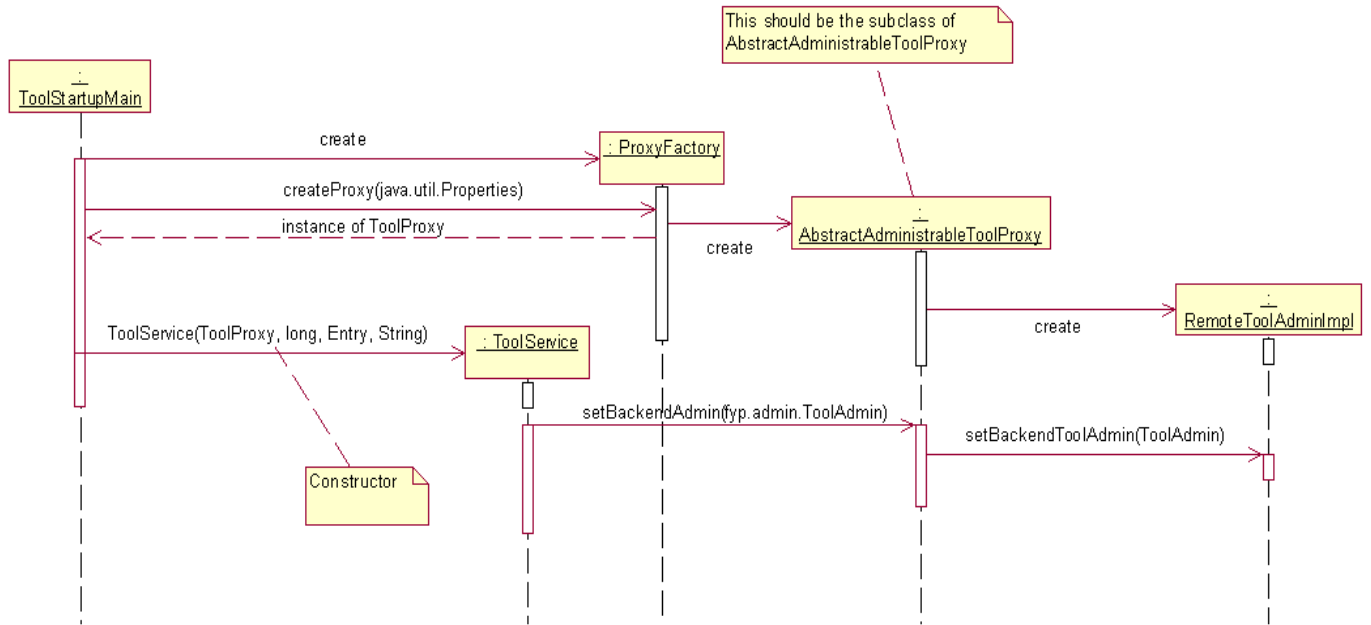 This should be the subclass of
AbstractAdministrableToolProxy
:
ToolStartupMain
create
: ProxyFactory
createProxy(java.util.Properties)
instance of ToolProxy
create
:
AbstractAdministrableToolProxy
create
:
RemoteToolAdminImpl
ToolService(ToolProxy, long, Entry, String)
: ToolService
setBackendAdmin(fyp.admin.ToolAdmin)
setBackendToolAdmin(ToolAdmin)
Constructor